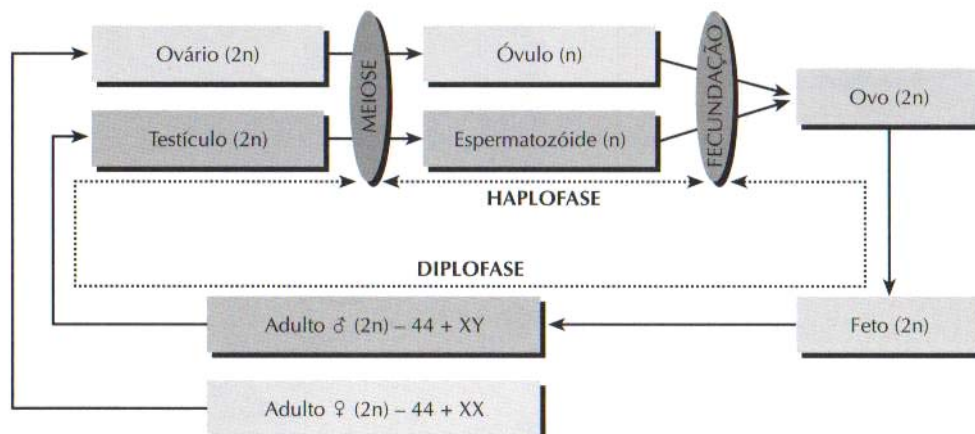 Ovário (2n)
MEIOSE
Óvulo (n)
FECUNDAÇÃO
Ovo (2n)
Testículo (2n)
Espermatozóide (n)
HAPLOFASE
DIPLOFASE
Adulto ♂ (2n) – 44 + XY
Feto (2n)
Adulto ♀ (2n) – 44 + XX